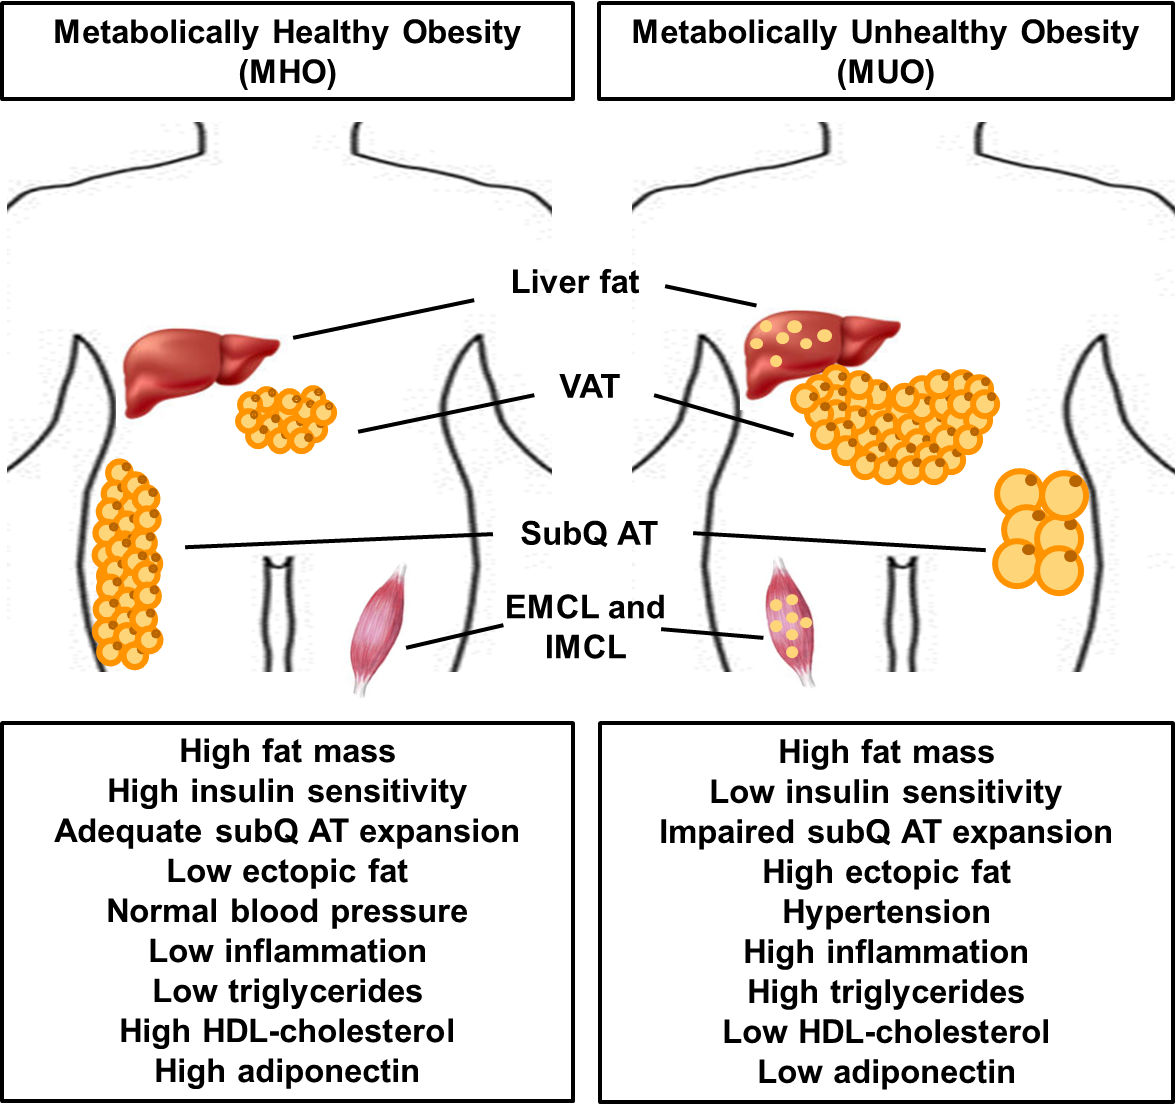 Metabolically Healthy Obesity
(MHO)
Metabolically Unhealthy Obesity
(MUO)
Liver fat
VAT
SubQ AT
EMCL and
IMCL
High fat mass
High insulin sensitivity
Adequate subQ AT expansion
Low ectopic fat
Normal blood pressure
Low inflammation
Low triglycerides
High HDL-cholesterol
High adiponectin
High fat mass
Low insulin sensitivity
Impaired subQ AT expansion
High ectopic fat
Hypertension
High inflammation
High triglycerides
Low HDL-cholesterol
Low adiponectin